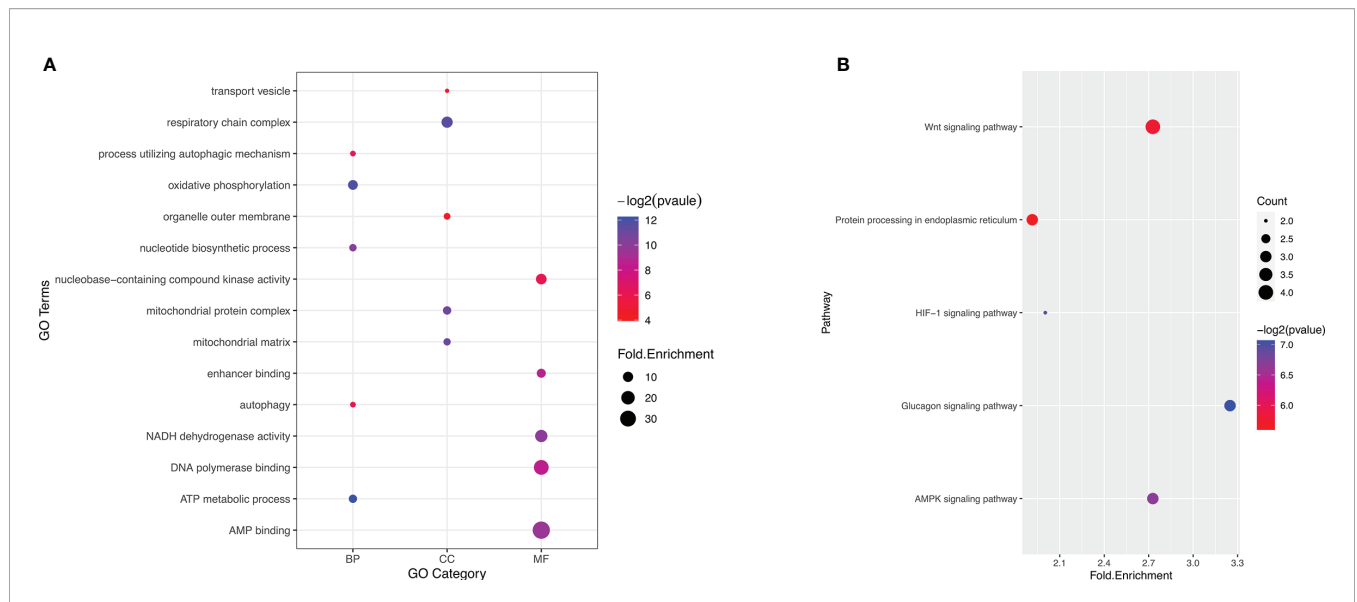 A
transport vesicle
respiratory chain complex
process utilizing autophagic mechanism
oxidative phosphorylation
organelle outer membrane
nucleotide biosynthetic process
nucleobase−containing compound kinase activity
mitochondrial protein complex
mitochondrial matrix
enhancer binding
autophagy
NADH dehydrogenase activity
DNA polymerase binding
ATP metabolic process
AMP binding
GO Terms
BP CC MF
GO Category
−log2(pvaule)
12
10
8
6
4
Fold.Enrichment
10
20
30
B
Wnt signaling pathway
Protein processing in endoplasmic reticulum
HIF−1 signaling pathway
Glucagon signaling pathway
AMPK signaling pathway
Pathway
2.1 2.4 2.7 3.0 3.3
Fold.Enrichment
Count
2.0
2.5
3.0
3.5
4.0
−log2(pvalue)
7.0
6.5
6.0